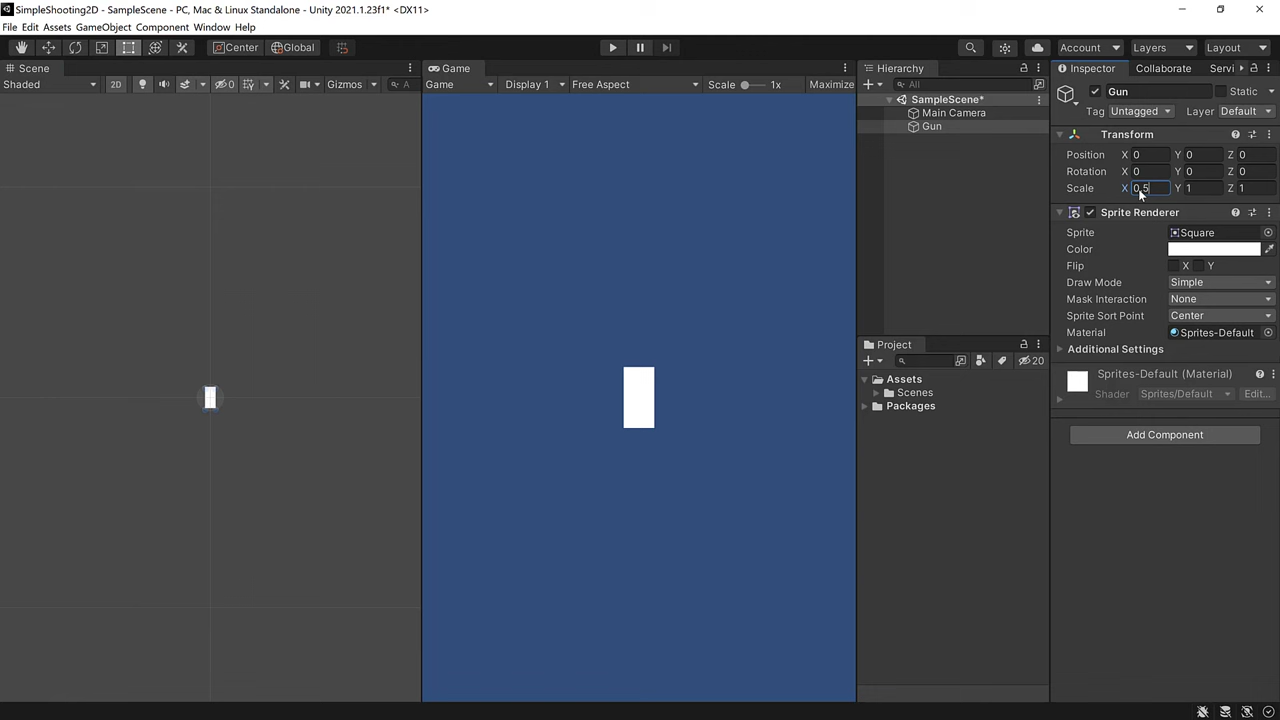 SimpleShooting2D - SampleScene - PC, Mac & Linux Standalone - Unity 2021.1.23f1* <DX11>
File Edit Assets GameObject Component Window Help
Center Global Account Layers Layout
Scene
Shaded 2D 0 Gizmos A
Game
Game Display 1 Free Aspect Scale 1x Maximize
Hierarchy
All
SampleScene*
Main Camera
Gun
Project
20
Assets
Scenes
Packages
Inspector Collaborate Servi
Gun Static
Tag Untagged Layer Default
Transform
Position X 0 Y 0 Z 0
Rotation X 0 Y 0 Z 0
Scale X 0.5 Y 1 Z 1
Sprite Renderer
Sprite Square
Color
Flip X Y
Draw Mode Simple
Mask Interaction None
Sprite Sort Point Center
Material Sprites-Default
Additional Settings
Sprites-Default (Material)
Shader Sprites/Default Edit...
Add Component